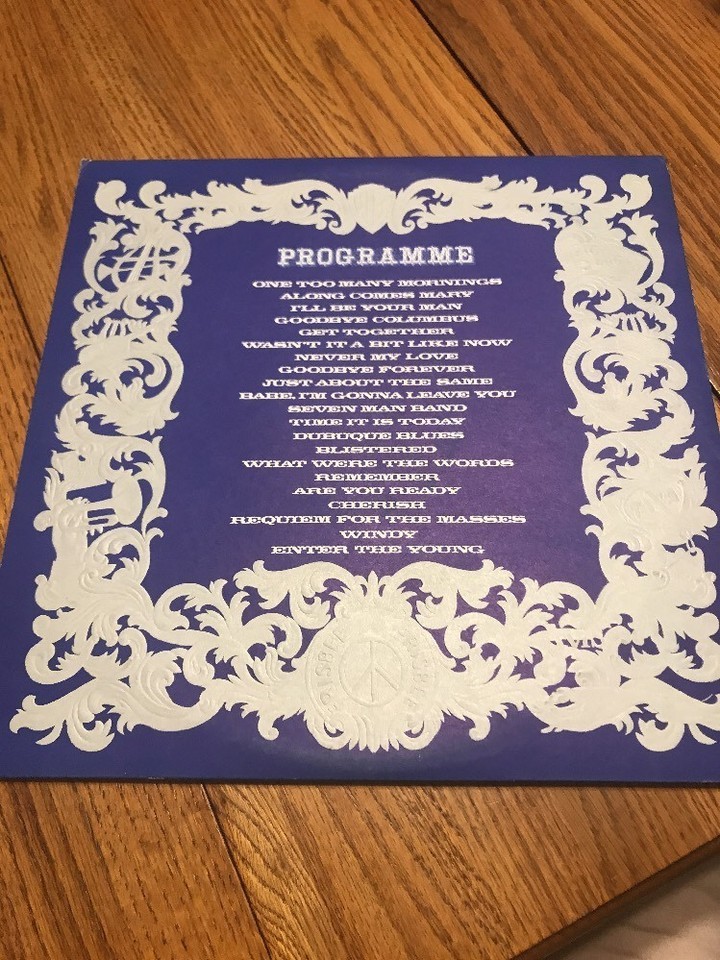 PROGRAMME
ONE TOO MANY MORNINGS
ALONG COMES MARY
I'LL BE YOUR MAN
GOODBYE COLUMBUS
GET TOGETHER
WASN'T IT A BIT LIKE NOW
NEVER MY LOVE
GOODBYE FOREVER
JUST ABOUT THE SAME
BABE, I'M GONNA LEAVE YOU
SEVEN MAN BAND
TIME IT IS TODAY
DUBUQUE BLUES
BLISTERED
WHAT WERE THE WORDS
REMEMBER
ARE YOU READY
CHERISH
REQUIEM FOR THE MASSES
WINDY
ENTER THE YOUNG